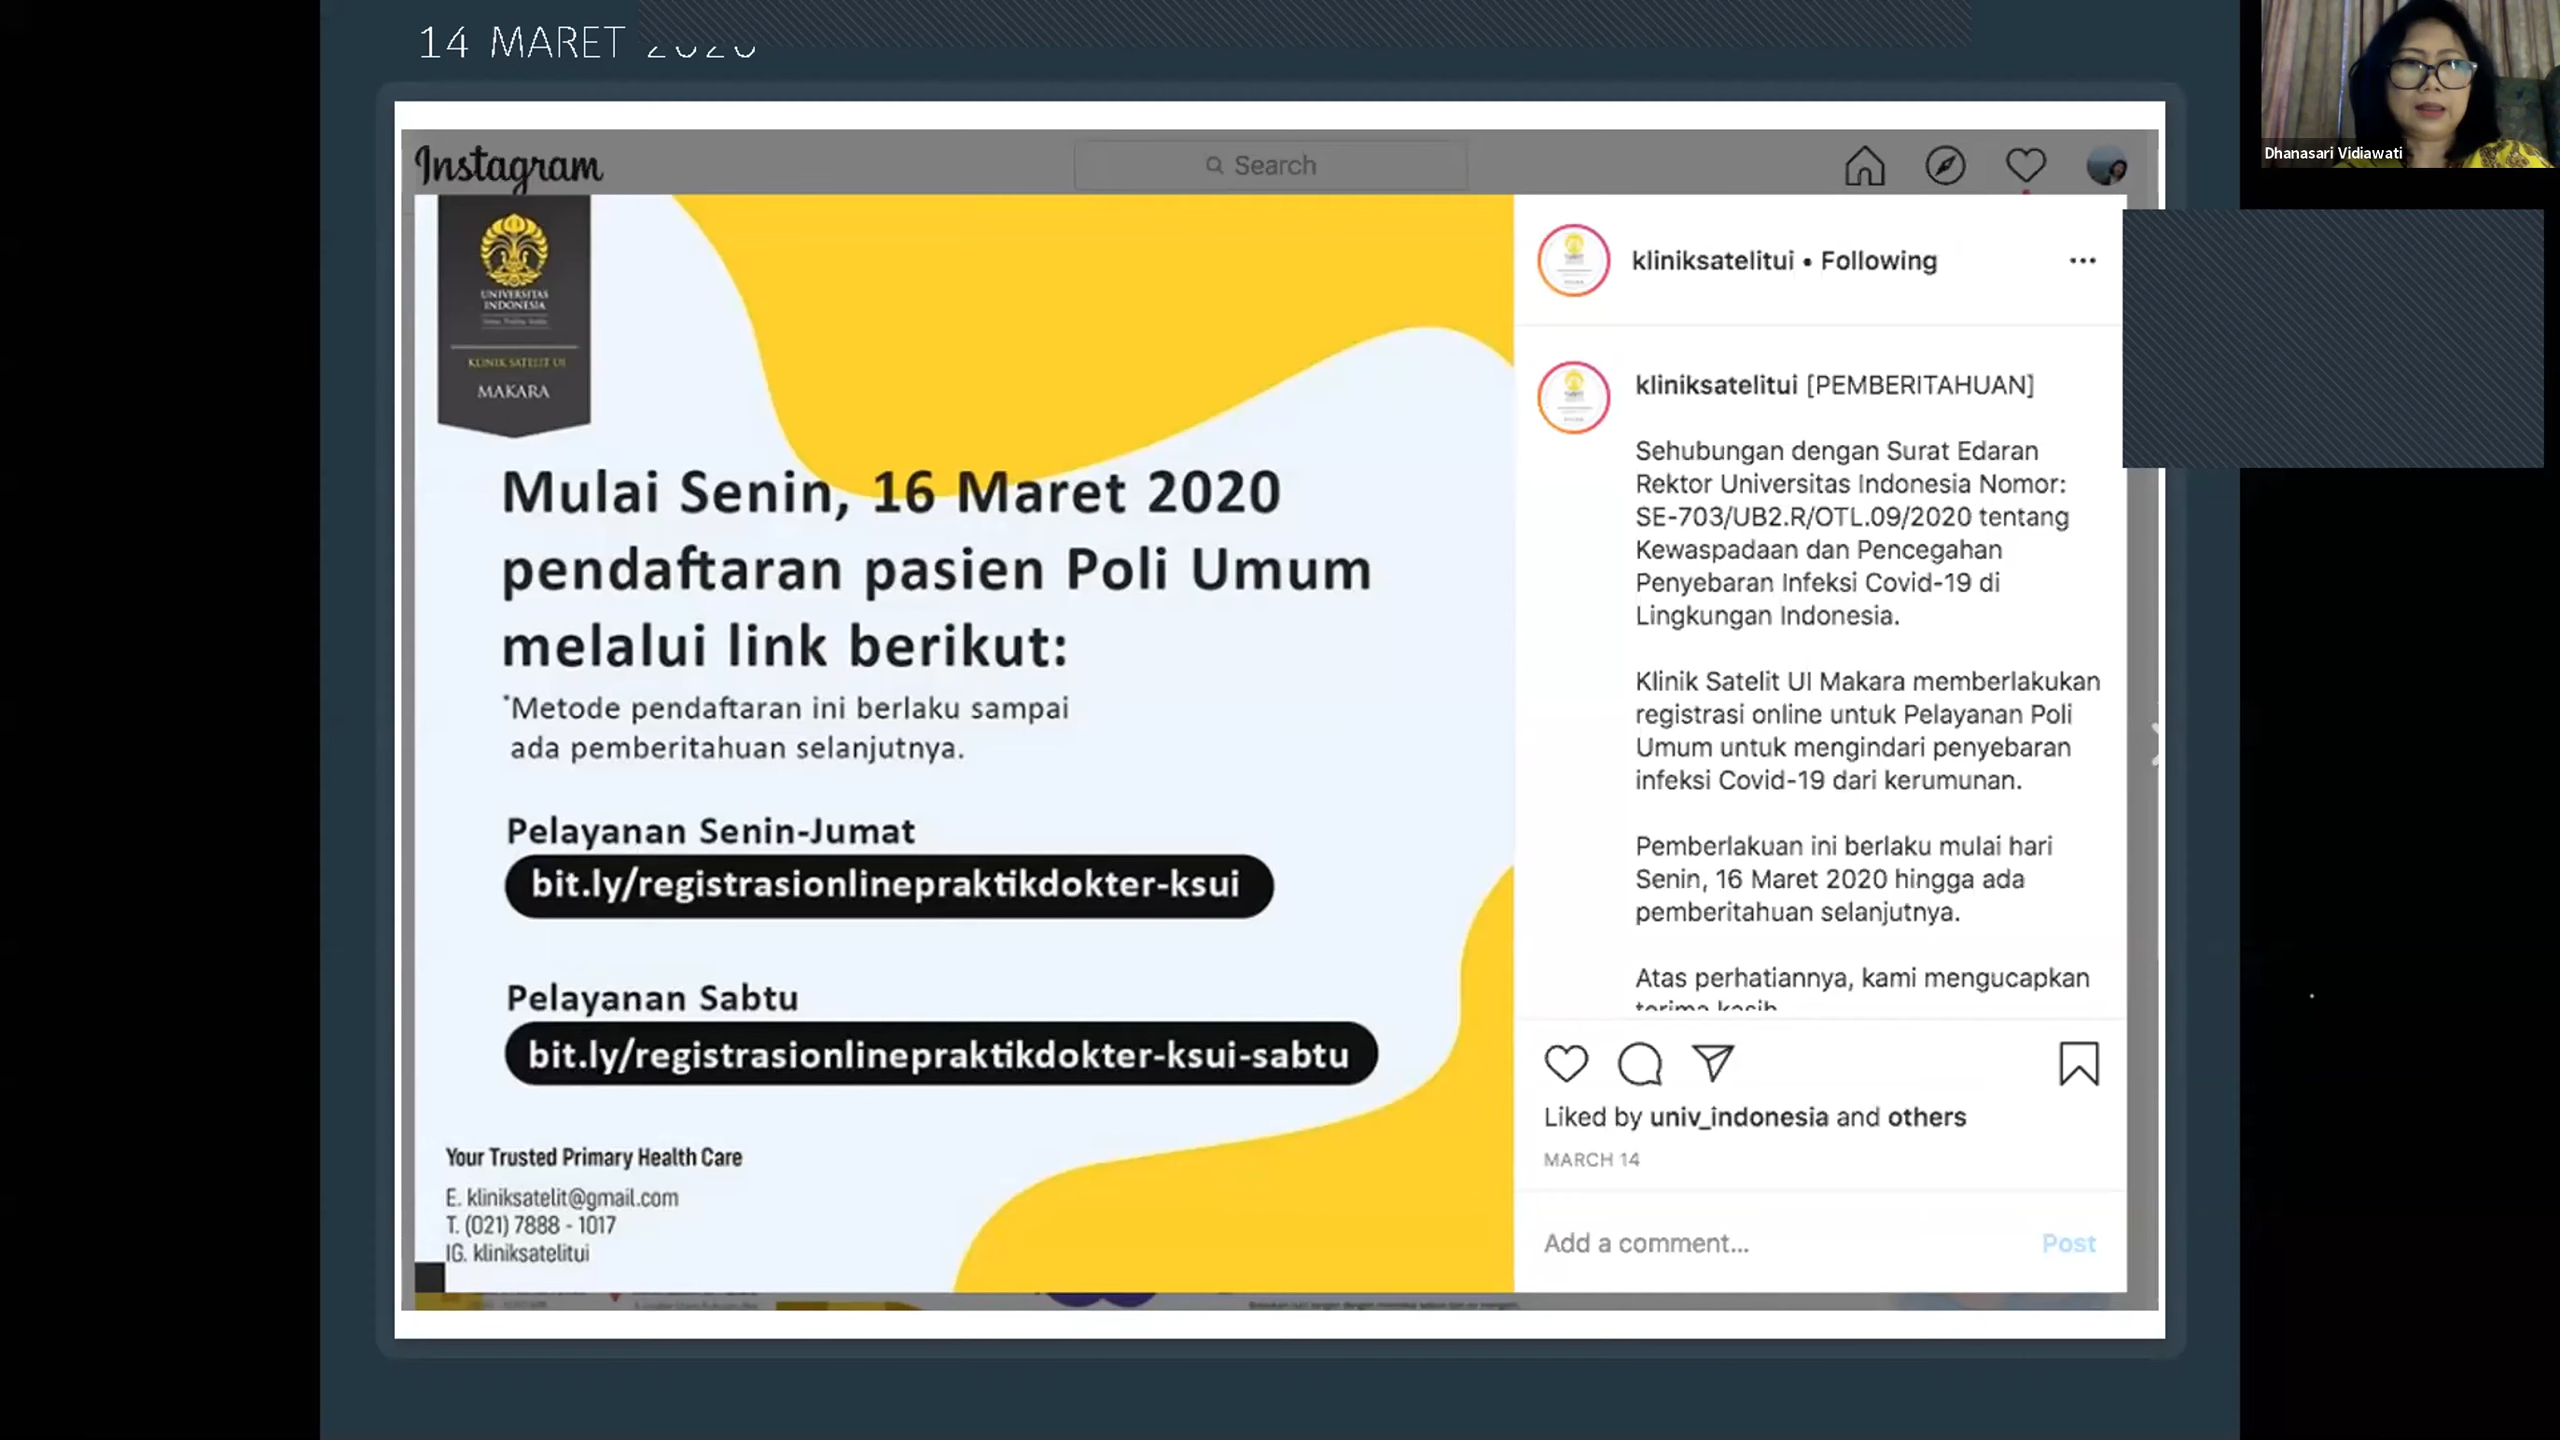 14 MARET 2020
Dhanasari Vidiawati
Instagram
Search
UNIVERSITAS
INDONESIA
KLINIK SATELIT UI
MAKARA
Mulai Senin, 16 Maret 2020
pendaftaran pasien Poli Umum
melalui link berikut:
*Metode pendaftaran ini berlaku sampai
ada pemberitahuan selanjutnya.
Pelayanan Senin-Jumat
bit.ly/registrasionlinepraktikdokter-ksui
Pelayanan Sabtu
bit.ly/registrasionlinepraktikdokter-ksui-sabtu
Your Trusted Primary Health Care
E. kliniksatelit@gmail.com
T. (021) 7888 - 1017
IG. kliniksatelitui
kliniksatelitui • Following
kliniksatelitui [PEMBERITAHUAN]
Sehubungan dengan Surat Edaran
Rektor Universitas Indonesia Nomor:
SE-703/UB2.R/OTL.09/2020 tentang
Kewaspadaan dan Pencegahan
Penyebaran Infeksi Covid-19 di
Lingkungan Indonesia.
Klinik Satelit UI Makara memberlakukan
registrasi online untuk Pelayanan Poli
Umum untuk mengindari penyebaran
infeksi Covid-19 dari kerumunan.
Pemberlakuan ini berlaku mulai hari
Senin, 16 Maret 2020 hingga ada
pemberitahuan selanjutnya.
Atas perhatiannya, kami mengucapkan
terima kasih
Liked by univ_indonesia and others
MARCH 14
Add a comment...
Post